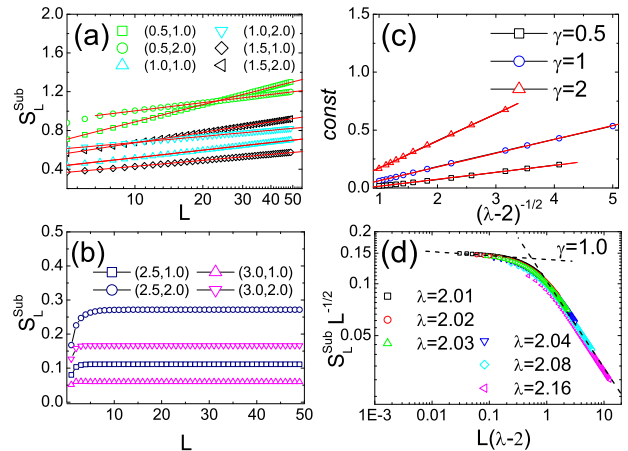 (a)
(0.5,1.0) (1.0,2.0)
(0.5,2.0) (1.5,1.0)
(1.0,1.0) (1.5,2.0)
2.0
1.6
1.2
0.8
0.4
S_L^Sub
10 20 30 40 50
L
(c)
γ=0.5
γ=1
γ=2
1.5
1.0
0.5
0.0
const
1 2 3 4 5
(λ-2)^-1/2
(b)
(2.5,1.0) (3.0,1.0)
(2.5,2.0) (3.0,2.0)
0.4
0.3
0.2
0.1
0.0
S_L^Sub
10 20 30 40 50
L
(d)
γ=1.0
λ=2.01
λ=2.02
λ=2.03
λ=2.04
λ=2.08
λ=2.16
0.15
0.1
0.05
S_L^Sub L^-1/2
1E-3 0.01 0.1 1 10
L(λ-2)